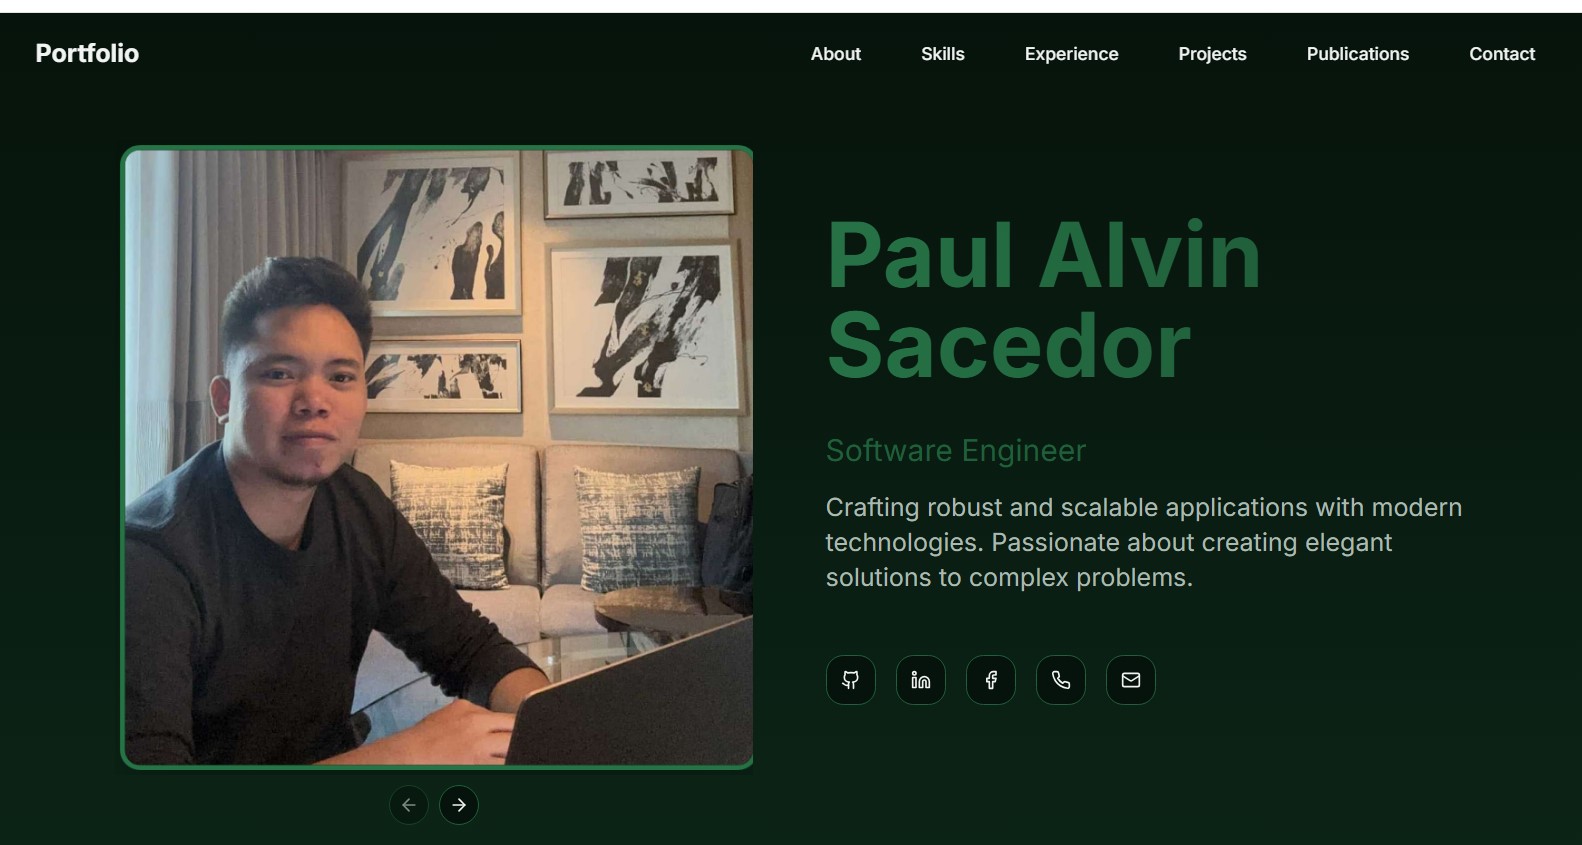 Portfolio
About Skills Experience Projects Publications Contact
Paul Alvin
Sacedor
Software Engineer
Crafting robust and scalable applications with modern
technologies. Passionate about creating elegant
solutions to complex problems.